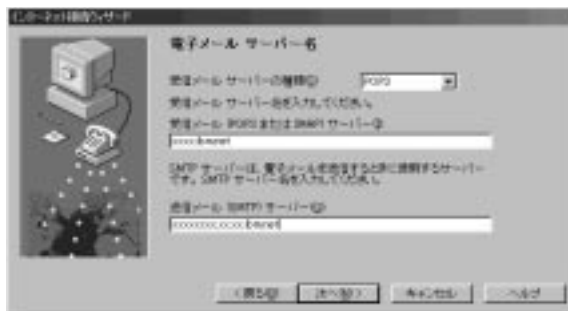 インターネット接続ウィザード
電子メール サーバー名
受信メール サーバーの種類(S)
POP3
受信メール サーバー名を入力してください。
受信メール (POP3 または IMAP) サーバー(I)
SMTP サーバーは、電子メールを送信するときに使用するサーバー
です。SMTP サーバー名を入力してください。
送信メール (SMTP) サーバー(O)
< 戻る(B)
次へ(N) >
キャンセル
ヘルプ